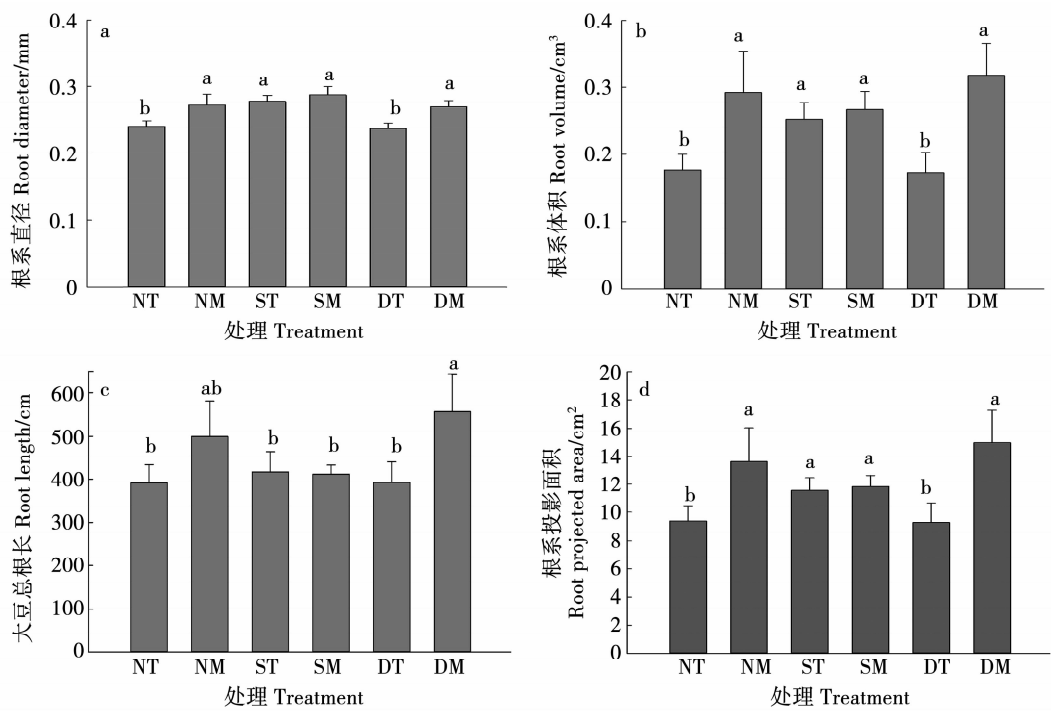 a
根系直径 Root diameter/mm
0.4
0.3
0.2
0.1
0
b
a
a
a
b
a
NT NM ST SM DT DM
处理 Treatment
b
根系体积 Root volume/cm³
0.4
0.3
0.2
0.1
0
b
a
a
a
b
a
NT NM ST SM DT DM
处理 Treatment
c
大豆总根长 Root length/cm
600
500
400
300
200
100
0
b
ab
b
b
b
a
NT NM ST SM DT DM
处理 Treatment
d
根系投影面积
Root projected area/cm²
20
18
16
14
12
10
8
6
4
2
0
b
a
a
a
b
a
NT NM ST SM DT DM
处理 Treatment